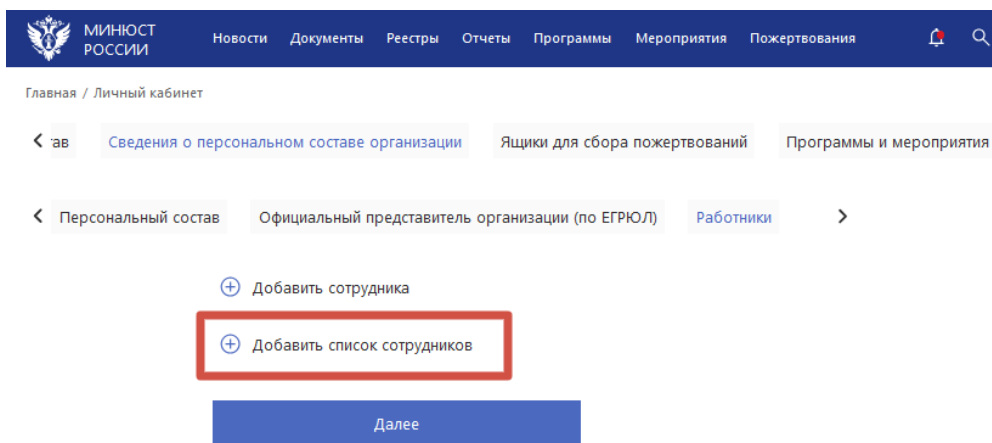 МИНЮСТ
РОССИИ
Новости Документы Реестры Отчеты Программы Мероприятия Пожертвования
Главная / Личный кабинет
тав Сведения о персональном составе организации Ящики для сбора пожертвований Программы и мероприятия
Персональный состав Официальный представитель организации (по ЕГРЮЛ) Работники
Добавить сотрудника
Добавить список сотрудников
Далее